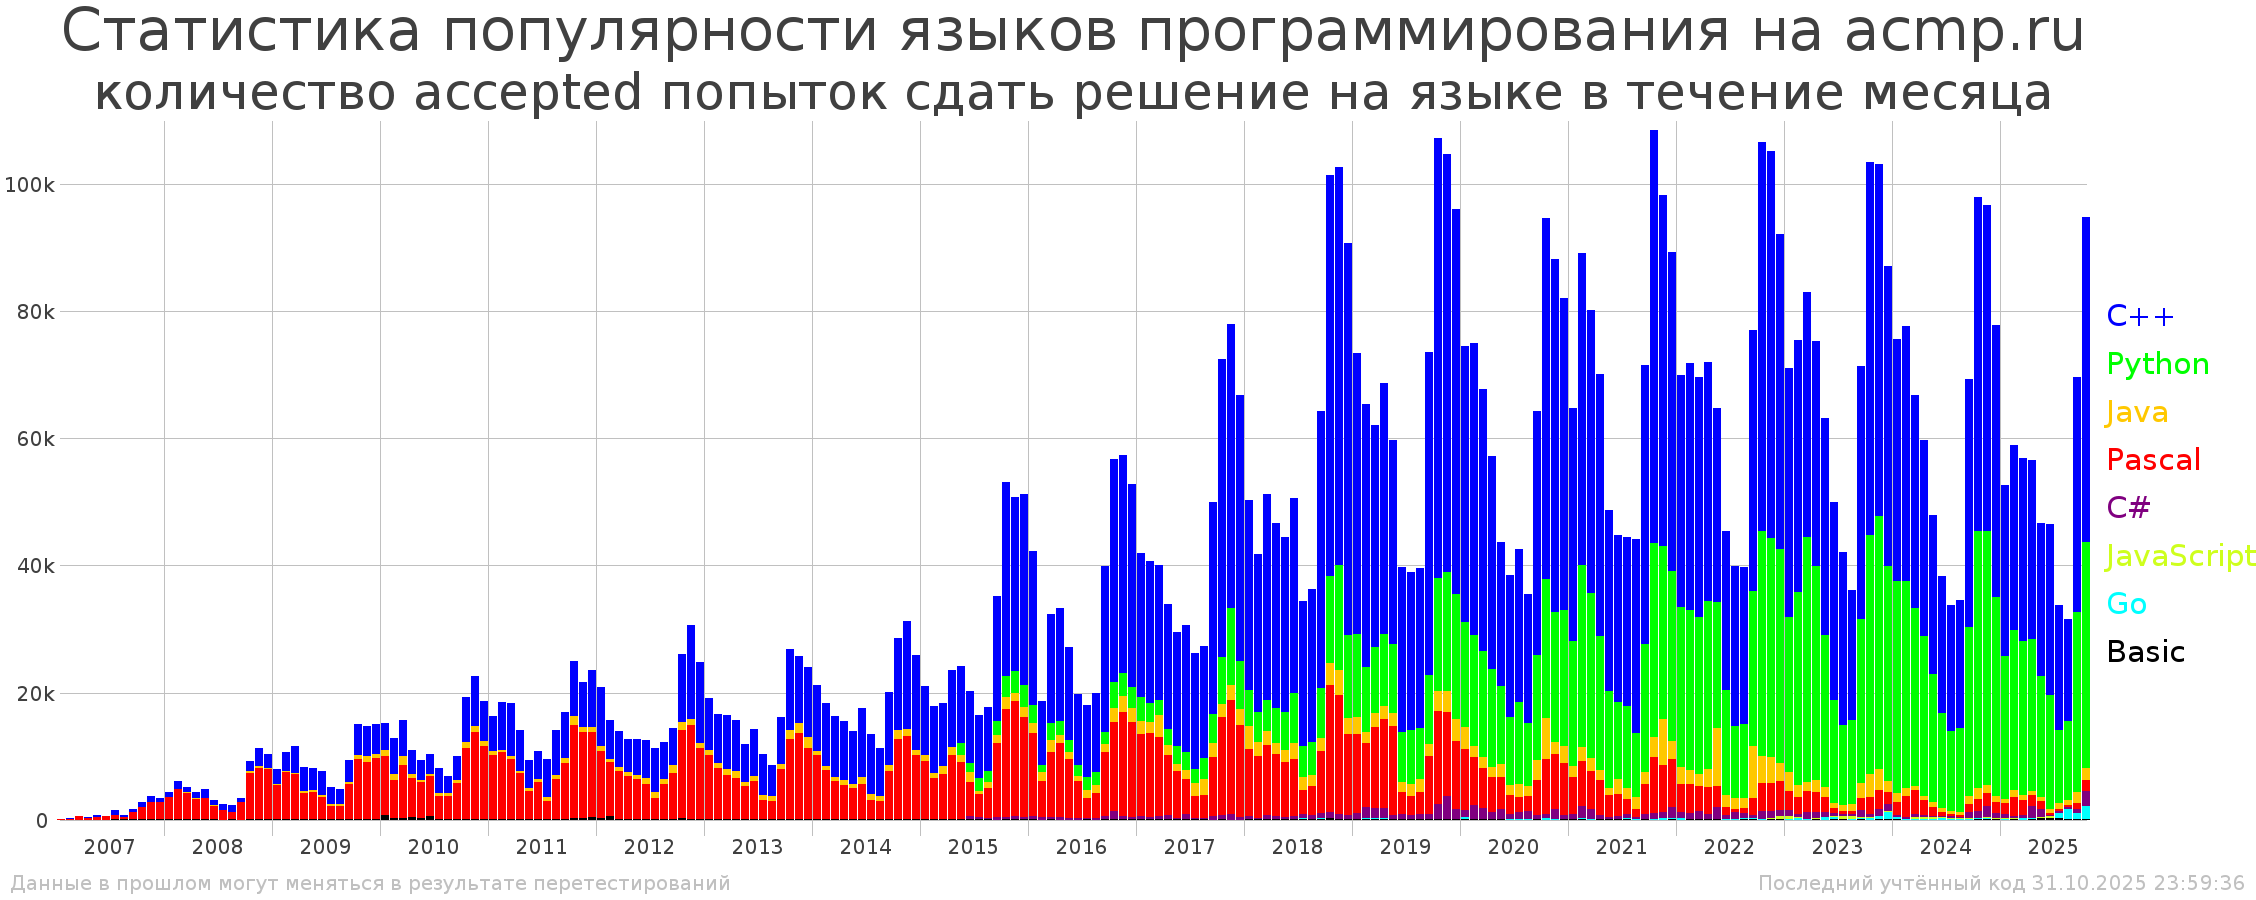 Статистика популярности языков программирования на acmp.ru
количество accepted попыток сдать решение на языке в течение месяца
100k
80k
60k
40k
20k
0
C++
Python
Java
Pascal
C#
JavaScript
Go
Basic
2007 2008 2009 2010 2011 2012 2013 2014 2015 2016 2017 2018 2019 2020 2021 2022 2023 2024 2025
Данные в прошлом могут меняться в результате перетестирований
Последний учтённый код 31.10.2025 23:59:36